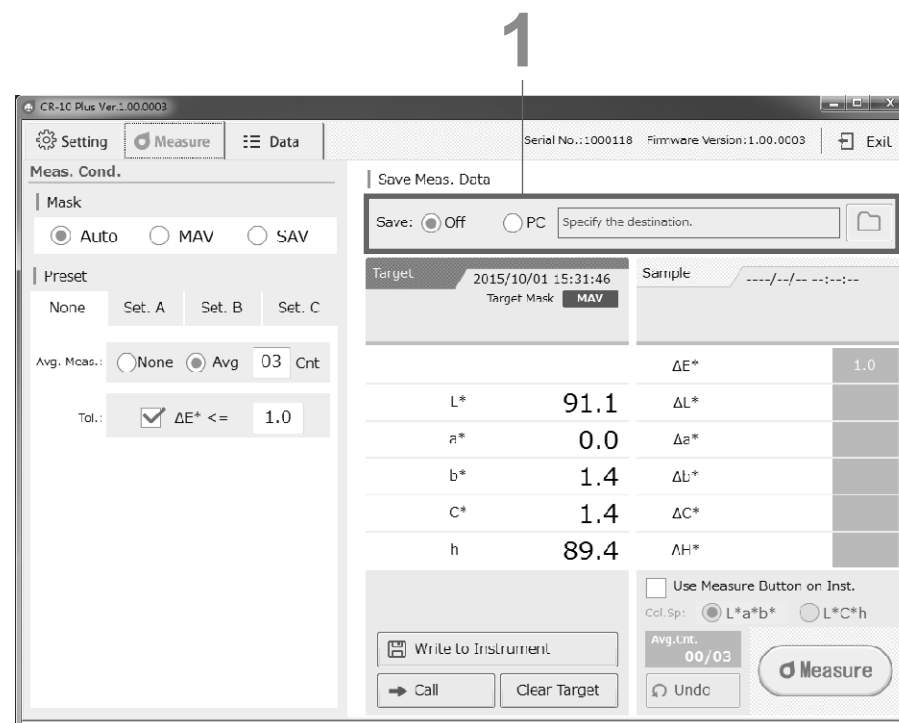 1
CR-10 Plus Ver.1.00.0003
Setting Measure Data Serial No.:1000118 Firmware Version:1.00.0003 Exit
Meas. Cond.
Mask
Auto MAV SAV
Preset
None Set. A Set. B Set. C
Avg. Meas.: None Avg 03 Cnt
Tol.: ΔE* <= 1.0
Save Meas. Data
Save: Off PC Specify the destination.
Target 2015/10/01 15:31:46
Target Mask MAV
L* 91.1
a* 0.0
b* 1.4
C* 1.4
h 89.4
Write to Instrument
Call Clear Target
Sample ----/--/-- --:--:--
ΔE* 1.0
ΔL*
Δa*
Δb*
ΔC*
ΔH*
Use Measure Button on Inst.
Col.Sp: L*a*b* L*C*h
Avg.Cnt.
00/03
Undo
Measure